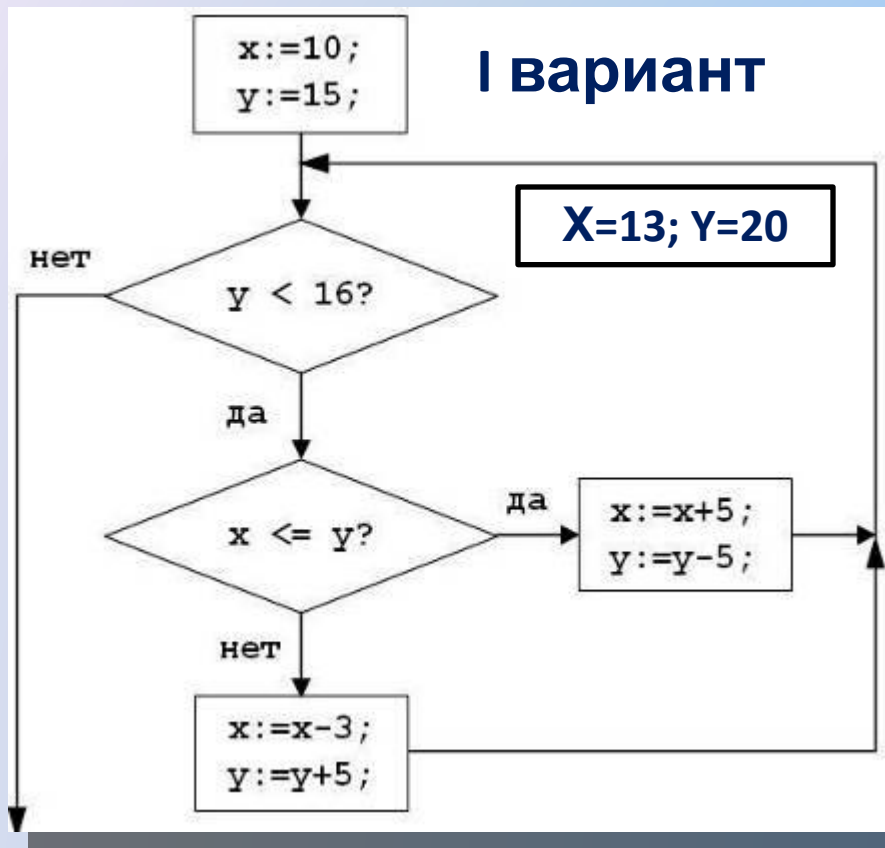 x:=10;
y:=15;
I вариант
X=13; Y=20
нет
y < 16?
да
x <= y?
да
x:=x+5;
y:=y-5;
нет
x:=x-3;
y:=y+5;